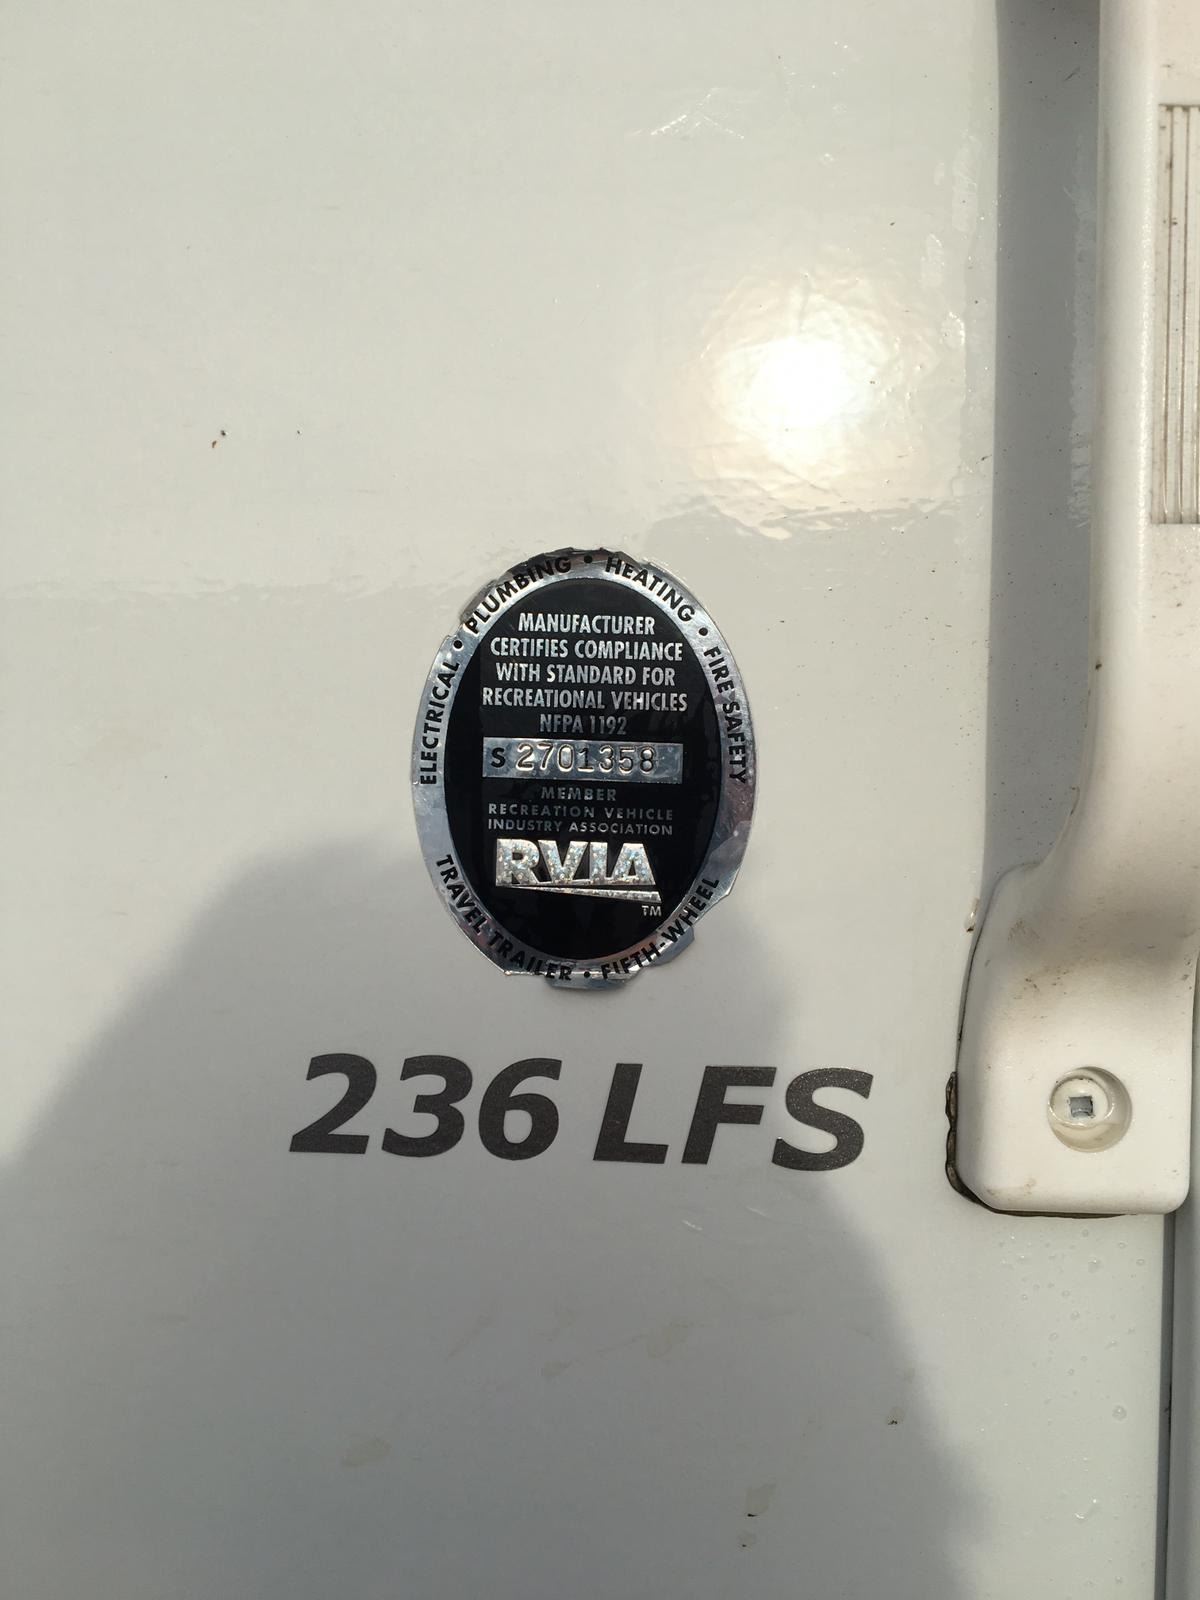 ELECTRICAL • PLUMBING • HEATING • FIRE SAFETY
MANUFACTURER
CERTIFIES COMPLIANCE
WITH STANDARD FOR
RECREATIONAL VEHICLES
NFPA 1192
S 2701358
MEMBER
RECREATION VEHICLE
INDUSTRY ASSOCIATION
RVIA
TM
TRAVEL TRAILER • FIFTH-WHEEL
236 LFS